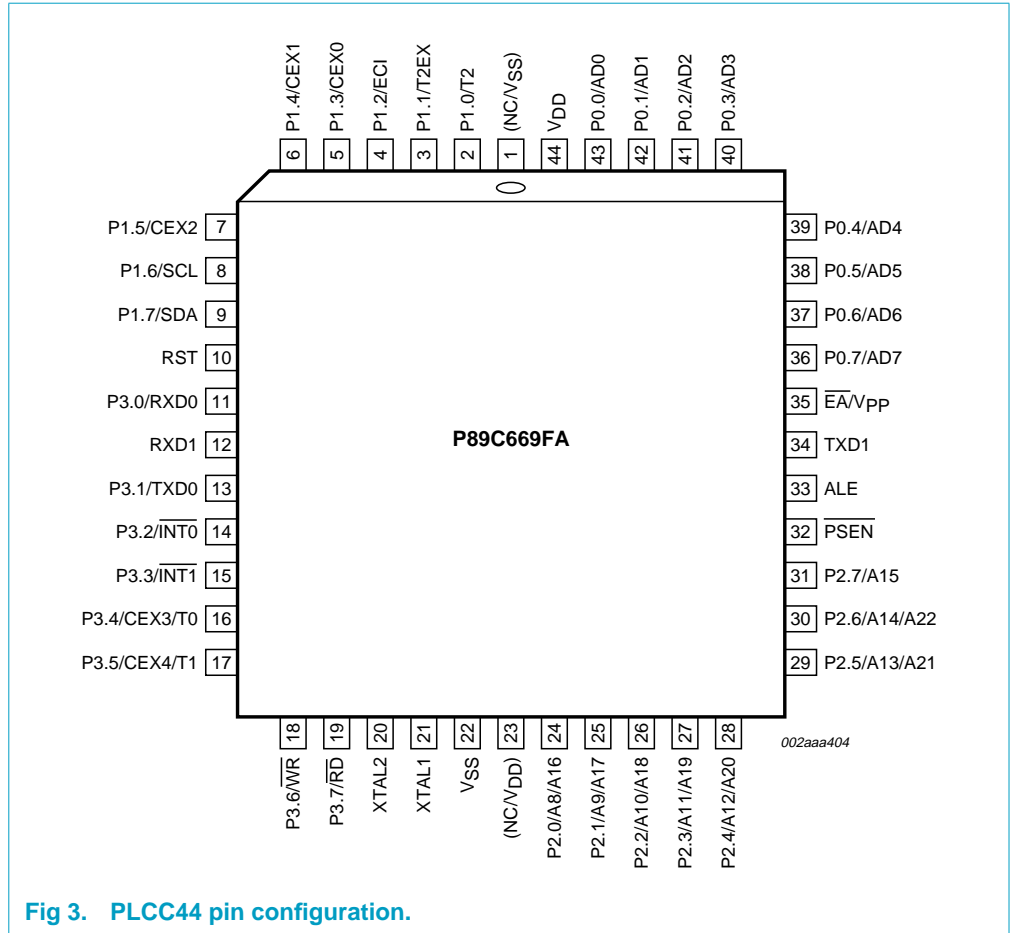 P1.4/CEX1
P1.3/CEX0
P1.2/ECI
P1.1/T2EX
P1.0/T2
(NC/VSS)
VDD
P0.0/AD0
P0.1/AD1
P0.2/AD2
P0.3/AD3
6
5
4
3
2
1
44
43
42
41
40
P1.5/CEX2 7
P1.6/SCL 8
P1.7/SDA 9
RST 10
P3.0/RXD0 11
RXD1 12
P3.1/TXD0 13
P3.2/INT0 14
P3.3/INT1 15
P3.4/CEX3/T0 16
P3.5/CEX4/T1 17
P89C669FA
39 P0.4/AD4
38 P0.5/AD5
37 P0.6/AD6
36 P0.7/AD7
35 EA/VPP
34 TXD1
33 ALE
32 PSEN
31 P2.7/A15
30 P2.6/A14/A22
29 P2.5/A13/A21
18
19
20
21
22
23
24
25
26
27
28
P3.6/WR
P3.7/RD
XTAL2
XTAL1
VSS
(NC/VDD)
P2.0/A8/A16
P2.1/A9/A17
P2.2/A10/A18
P2.3/A11/A19
P2.4/A12/A20
002aaa404
Fig 3. PLCC44 pin configuration.